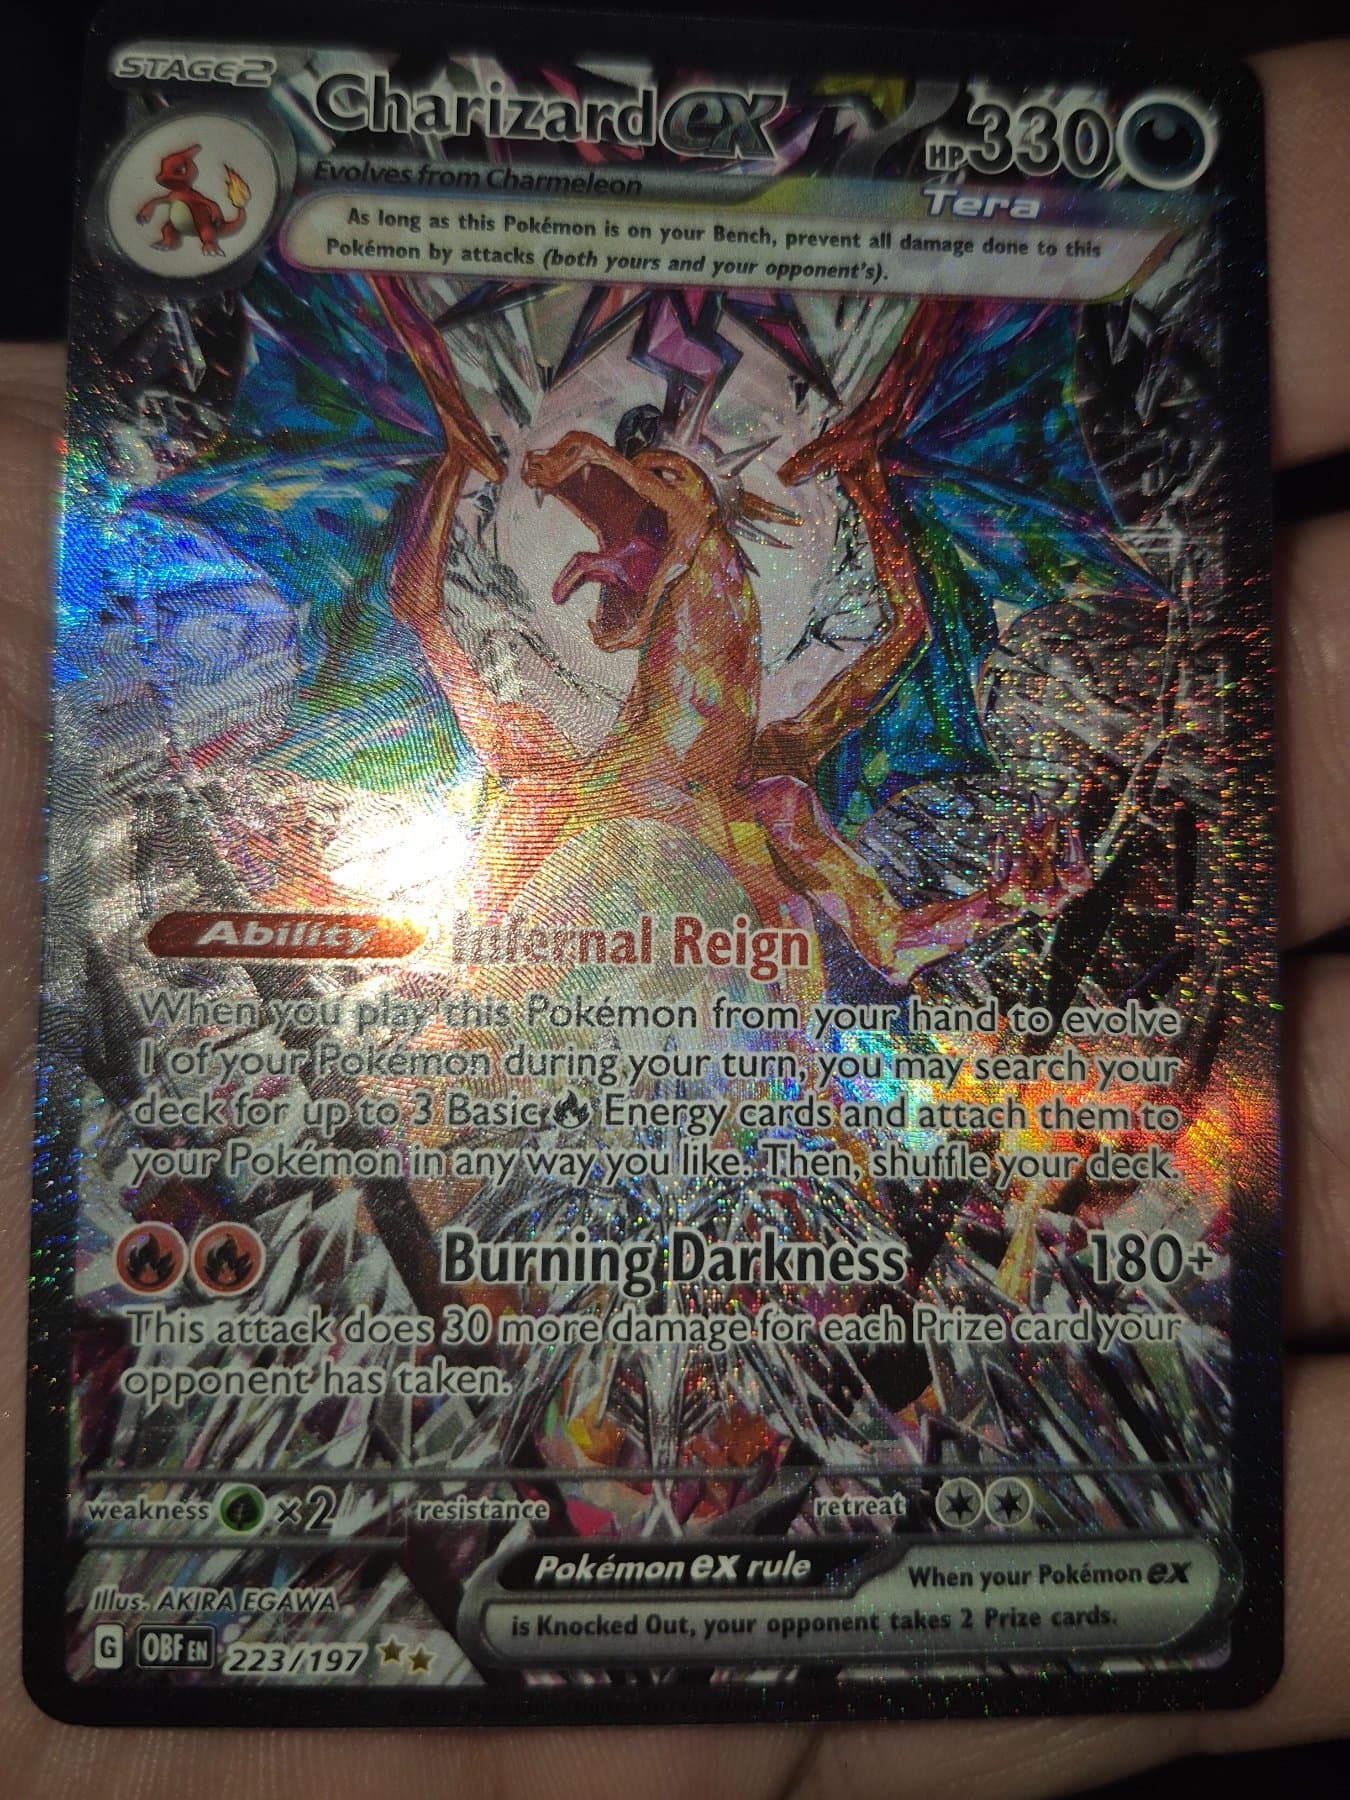 STAGE2
Charizard ex
HP 330
Evolves from Charmeleon
Tera
As long as this Pokémon is on your Bench, prevent all damage done to this
Pokémon by attacks (both yours and your opponent's).
Ability Infernal Reign
When you play this Pokémon from your hand to evolve
1 of your Pokémon during your turn, you may search your
deck for up to 3 Basic Energy cards and attach them to
your Pokémon in any way you like. Then, shuffle your deck.
Burning Darkness 180+
This attack does 30 more damage for each Prize card your
opponent has taken.
weakness ×2 resistance retreat
Pokémon ex rule When your Pokémon ex
is Knocked Out, your opponent takes 2 Prize cards.
Illus. AKIRA EGAWA
G OBF EN 223/197